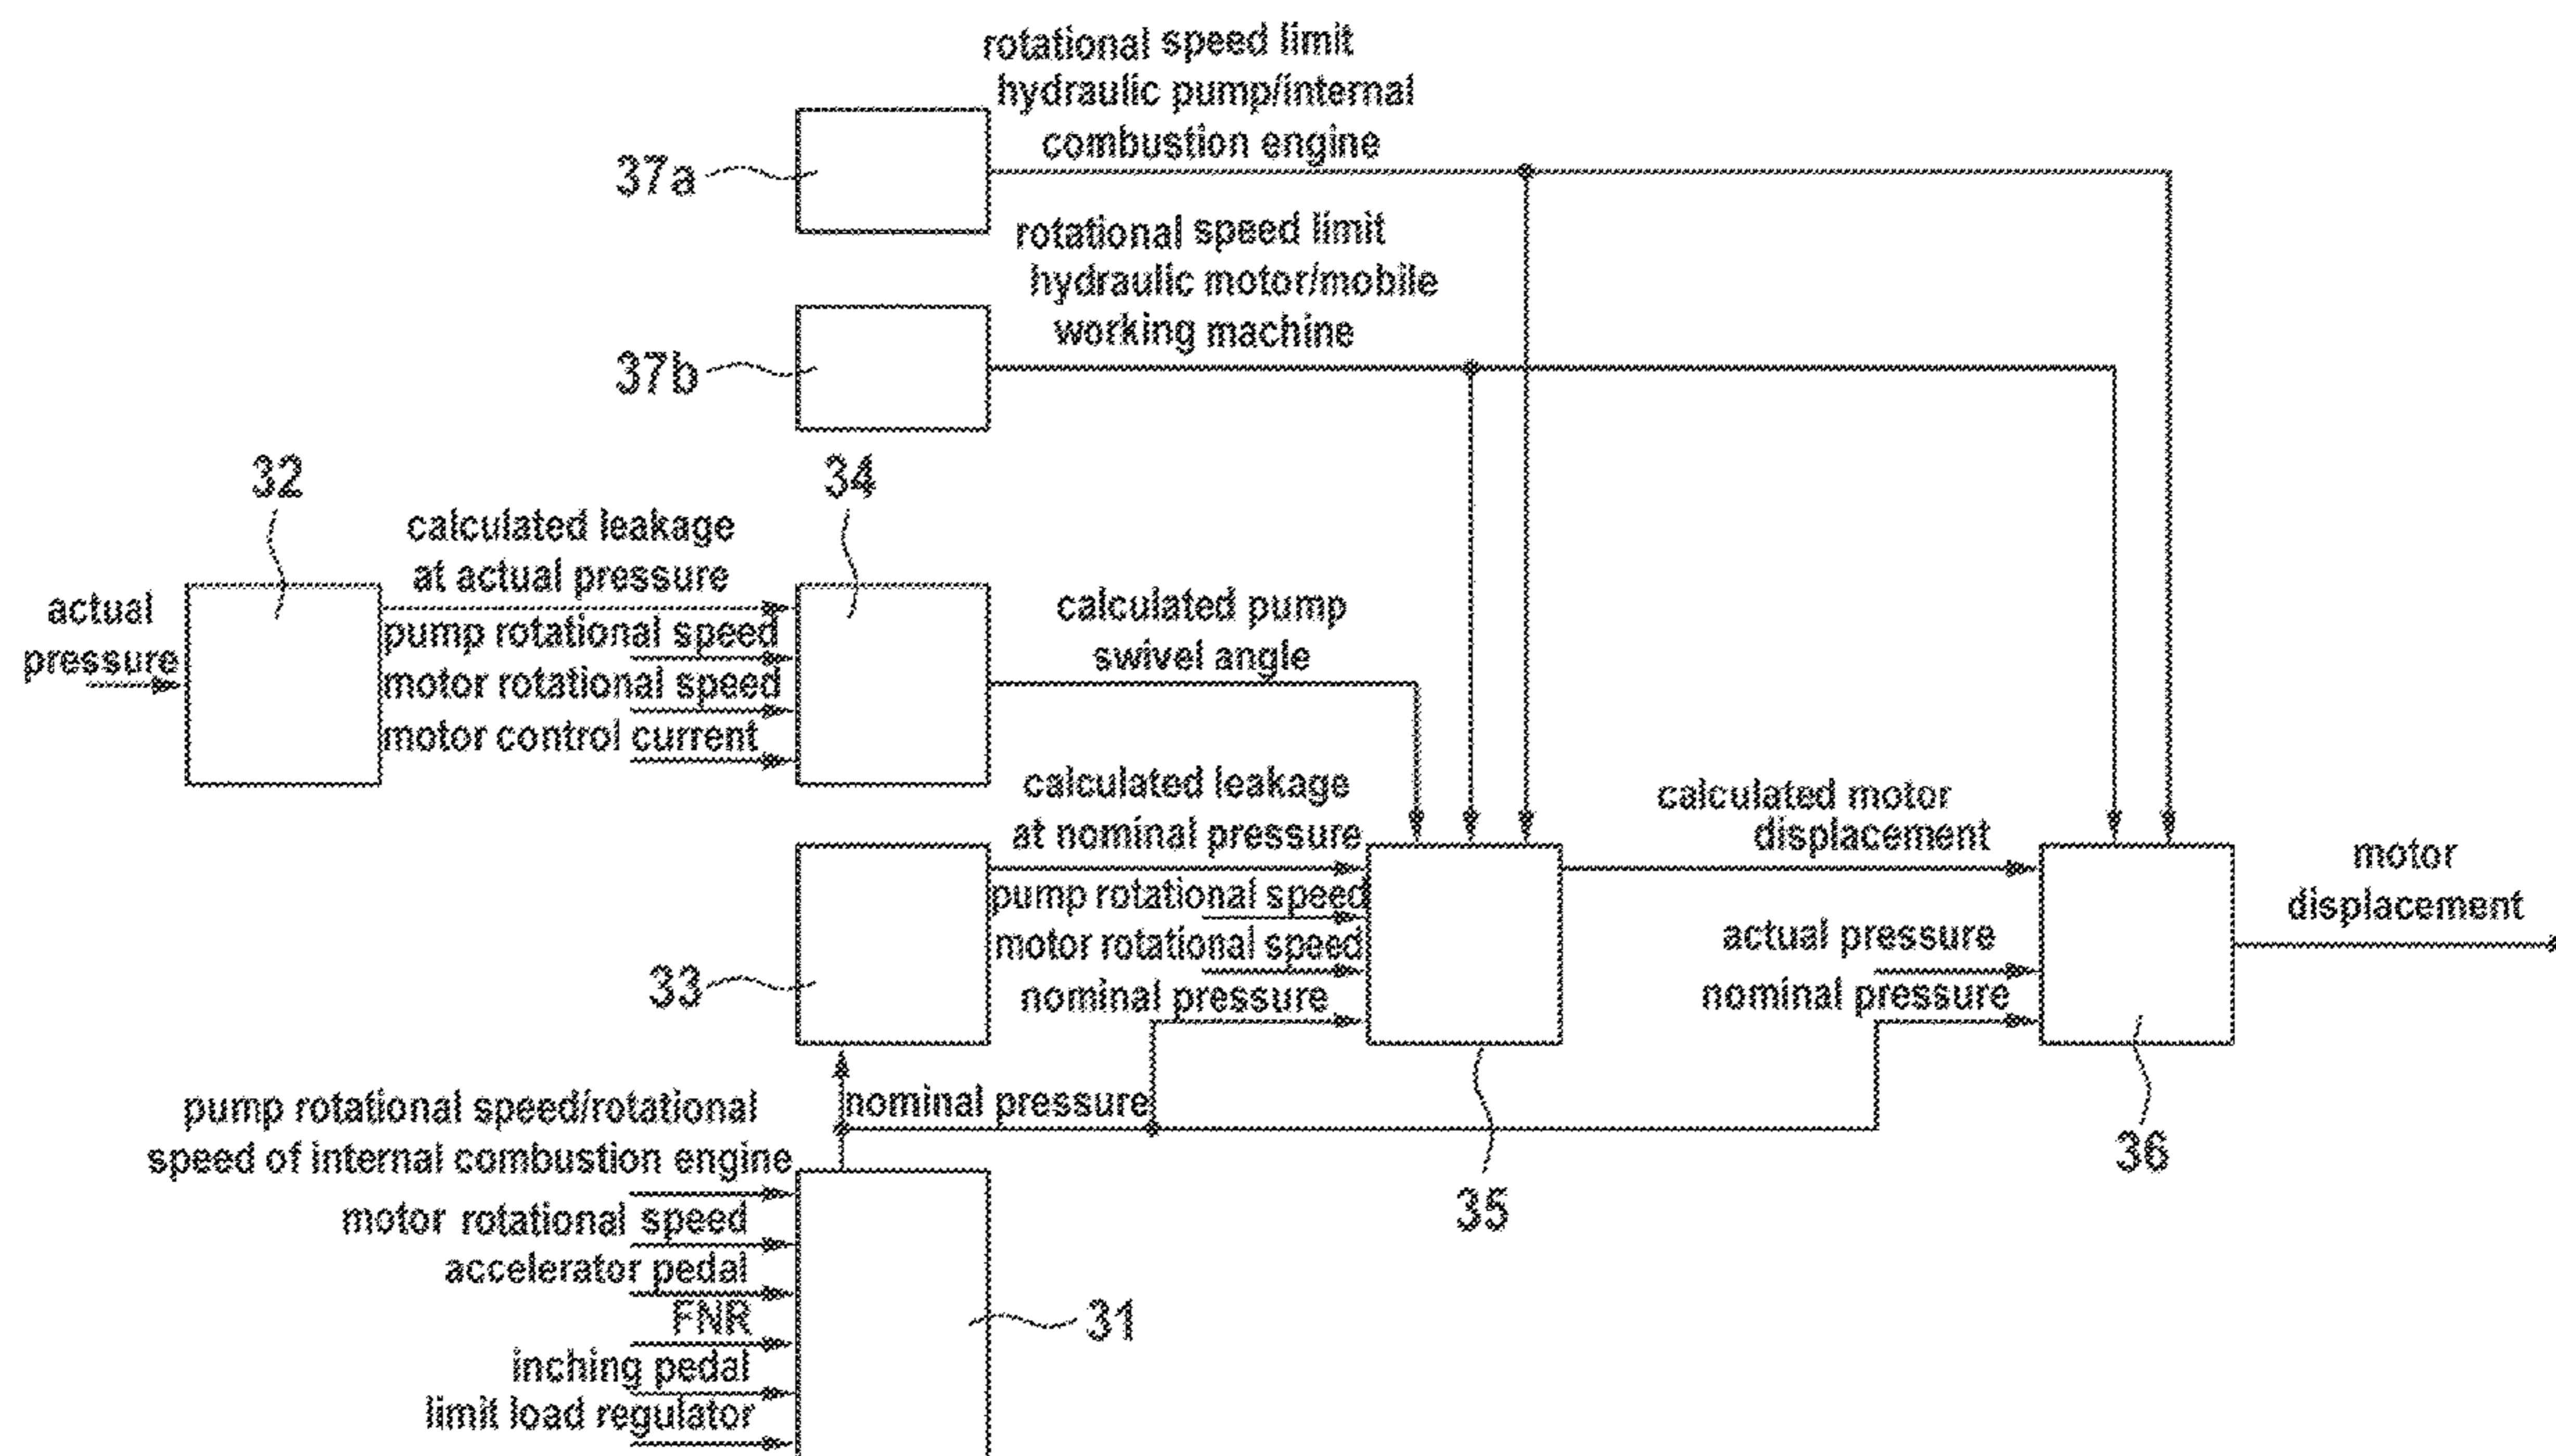 rotational speed limit
hydraulic pump/internal
combustion engine
37a
rotational speed limit
hydraulic motor/mobile
working machine
37b
32
34
calculated leakage
at actual pressure
actual
pressure
pump rotational speed
motor rotational speed
motor control current
calculated pump
swivel angle
calculated leakage
at nominal pressure
pump rotational speed
motor rotational speed
nominal pressure
33
calculated motor
displacement
actual pressure
nominal pressure
motor
displacement
nominal pressure
35
36
pump rotational speed/rotational
speed of internal combustion engine
motor rotational speed
accelerator pedal
FNR
inching pedal
limit load regulator
31